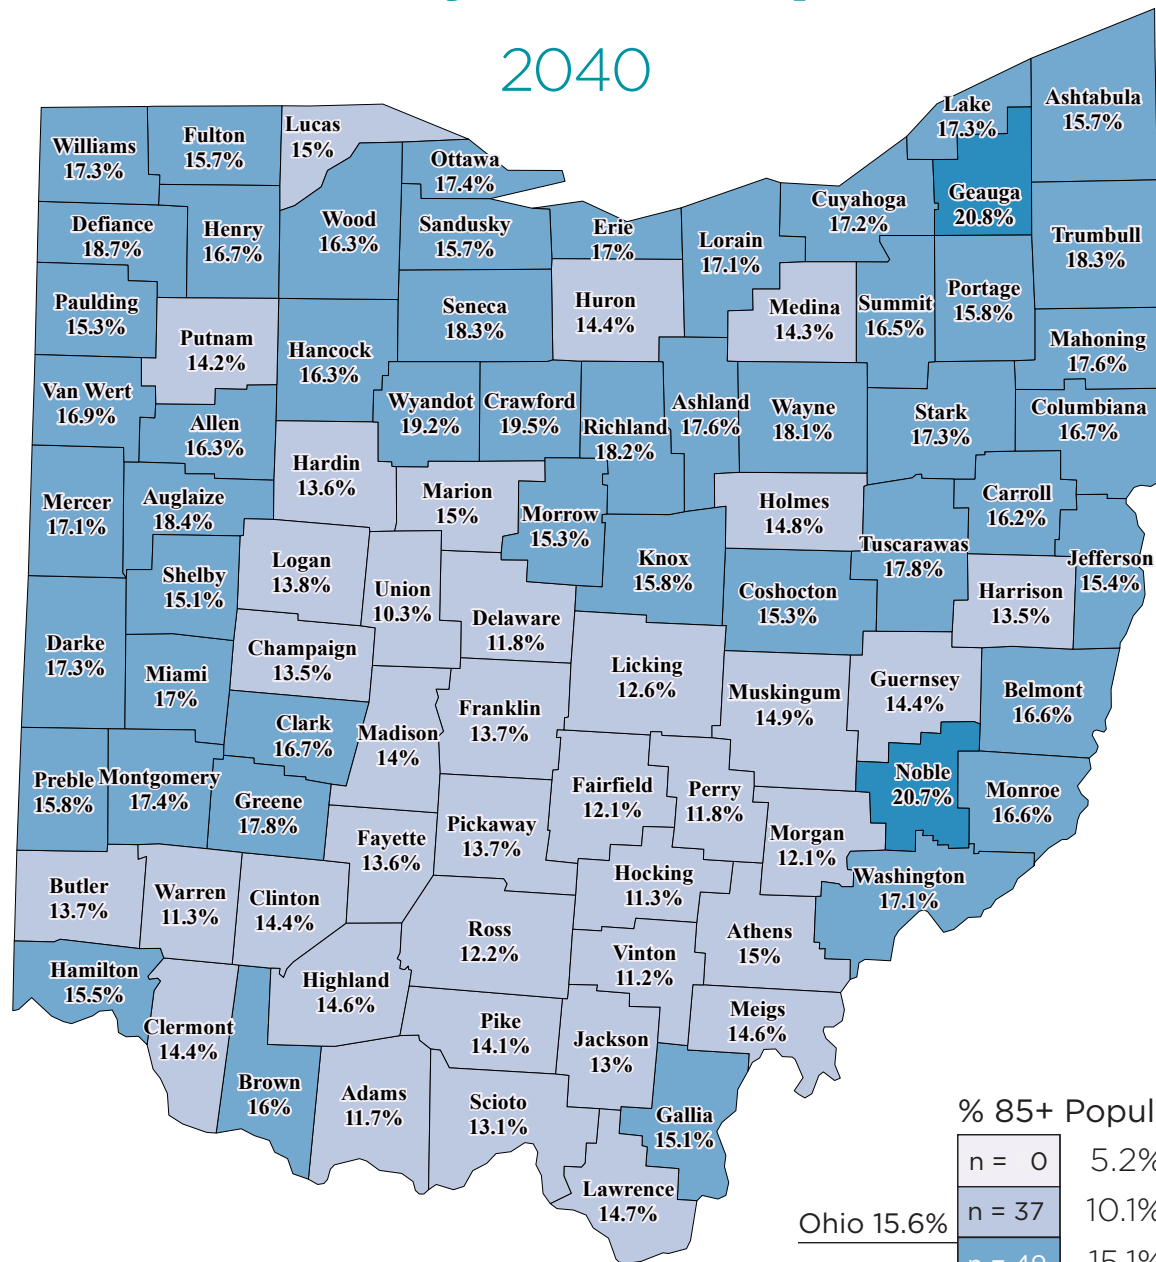 2040
Lake
17.3%
Ashtabula
15.7%
Williams
17.3%
Fulton
15.7%
Lucas
15%
Ottawa
17.4%
Geauga
20.8%
Cuyahoga
17.2%
Defiance
18.7%
Henry
16.7%
Wood
16.3%
Sandusky
15.7%
Erie
17%
Lorain
17.1%
Trumbull
18.3%
Paulding
15.3%
Putnam
14.2%
Seneca
18.3%
Huron
14.4%
Medina
14.3%
Summit
16.5%
Portage
15.8%
Mahoning
17.6%
Hancock
16.3%
Van Wert
16.9%
Allen
16.3%
Wyandot
19.2%
Crawford
19.5%
Richland
18.2%
Ashland
17.6%
Wayne
18.1%
Stark
17.3%
Columbiana
16.7%
Hardin
13.6%
Marion
15%
Mercer
17.1%
Auglaize
18.4%
Morrow
15.3%
Holmes
14.8%
Carroll
16.2%
Tuscarawas
17.8%
Jefferson
15.4%
Logan
13.8%
Shelby
15.1%
Union
10.3%
Knox
15.8%
Coshocton
15.3%
Harrison
13.5%
Delaware
11.8%
Darke
17.3%
Champaign
13.5%
Miami
17%
Licking
12.6%
Muskingum
14.9%
Guernsey
14.4%
Belmont
16.6%
Franklin
13.7%
Clark
16.7%
Madison
14%
Preble
15.8%
Montgomery
17.4%
Greene
17.8%
Fairfield
12.1%
Perry
11.8%
Noble
20.7%
Monroe
16.6%
Fayette
13.6%
Pickaway
13.7%
Morgan
12.1%
Butler
13.7%
Warren
11.3%
Clinton
14.4%
Hocking
11.3%
Washington
17.1%
Ross
12.2%
Athens
15%
Vinton
11.2%
Hamilton
15.5%
Highland
14.6%
Meigs
14.6%
Clermont
14.4%
Pike
14.1%
Jackson
13%
Brown
16%
Adams
11.7%
Scioto
13.1%
Gallia
15.1%
Lawrence
14.7%
% 85+ Popul
n = 0 5.2%
n = 37 10.1%
Ohio 15.6%
n = 49 15.1%